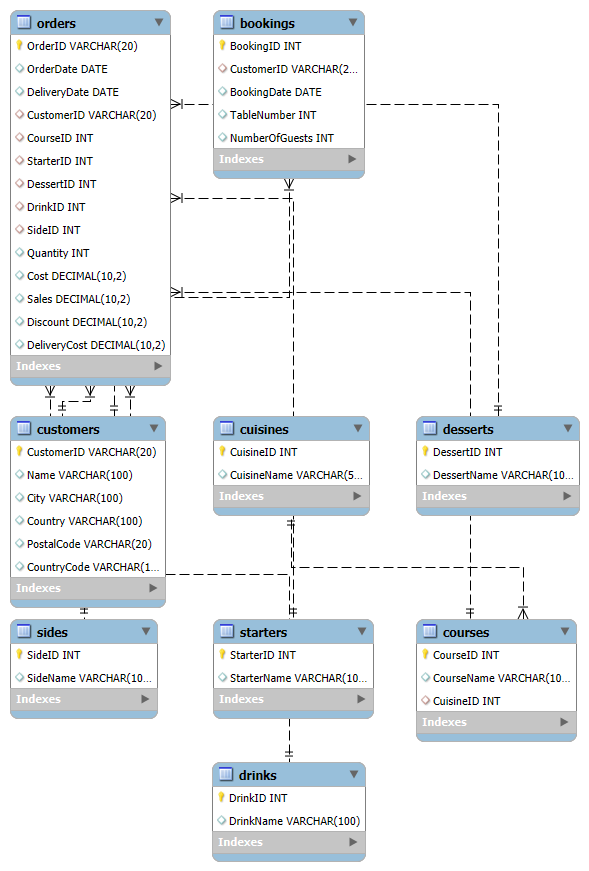 orders
OrderID VARCHAR(20)
OrderDate DATE
DeliveryDate DATE
CustomerID VARCHAR(20)
CourseID INT
StarterID INT
DessertID INT
DrinkID INT
SideID INT
Quantity INT
Cost DECIMAL(10,2)
Sales DECIMAL(10,2)
Discount DECIMAL(10,2)
DeliveryCost DECIMAL(10,2)
Indexes
bookings
BookingID INT
CustomerID VARCHAR(2...
BookingDate DATE
TableNumber INT
NumberOfGuests INT
Indexes
customers
CustomerID VARCHAR(20)
Name VARCHAR(100)
City VARCHAR(100)
Country VARCHAR(100)
PostalCode VARCHAR(20)
CountryCode VARCHAR(1...
Indexes
cuisines
CuisineID INT
CuisineName VARCHAR(5...
Indexes
desserts
DessertID INT
DessertName VARCHAR(10...
Indexes
sides
SideID INT
SideName VARCHAR(10...
Indexes
starters
StarterID INT
StarterName VARCHAR(10...
Indexes
courses
CourseID INT
CourseName VARCHAR(10...
CuisineID INT
Indexes
drinks
DrinkID INT
DrinkName VARCHAR(100)
Indexes